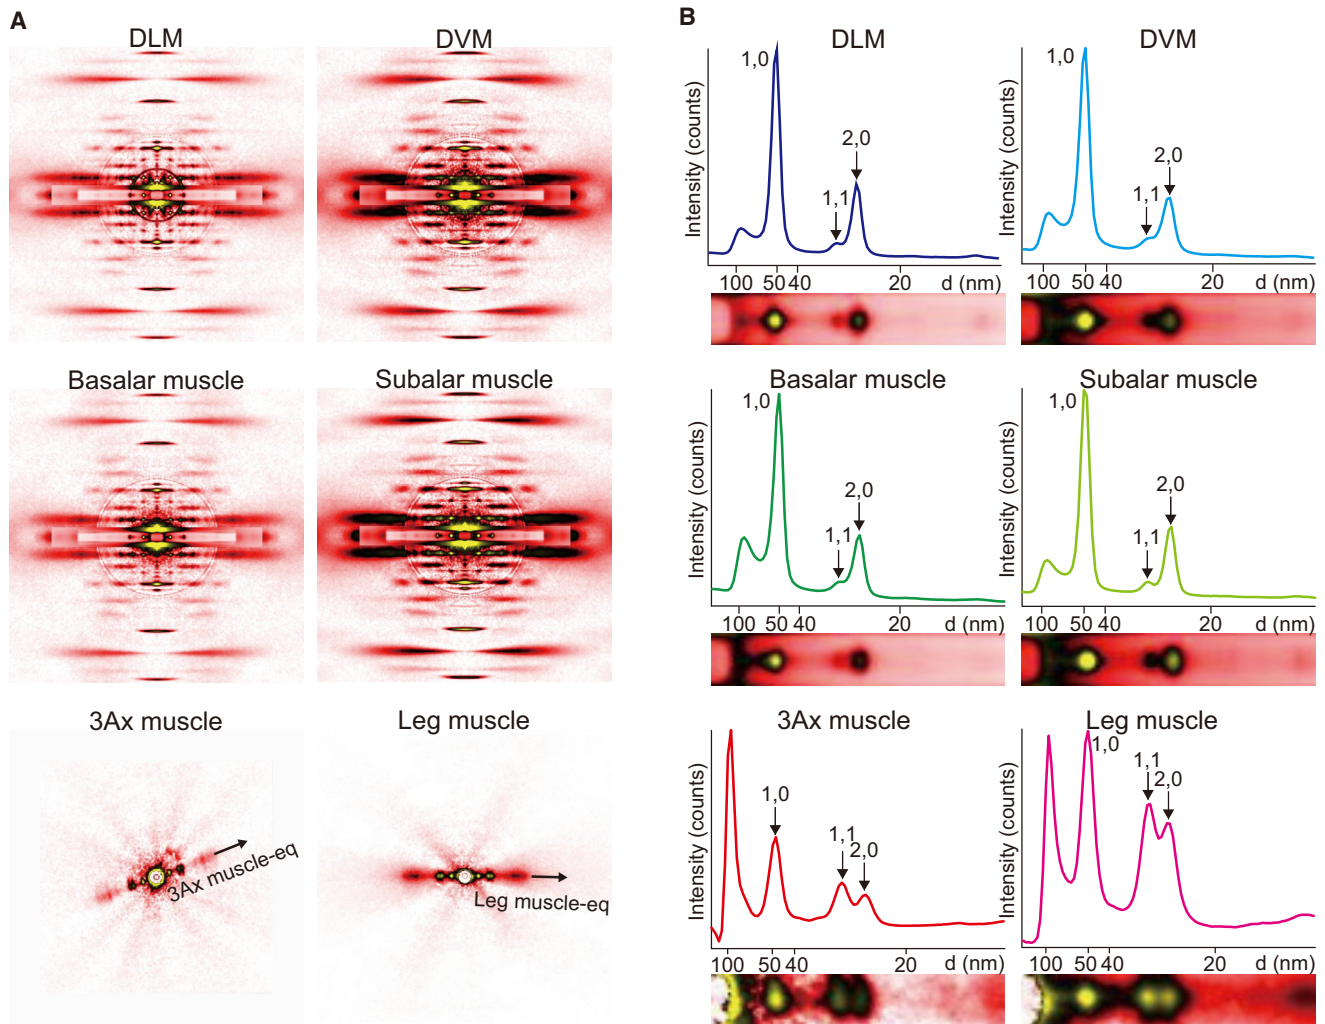 A
DLM
DVM
Basalar muscle
Subalar muscle
3Ax muscle
3Ax muscle-eq
Leg muscle
Leg muscle-eq
B
DLM
Intensity (counts)
1,0
1,1
2,0
100 50 40 20 d (nm)
DVM
Intensity (counts)
1,0
1,1
2,0
100 50 40 20 d (nm)
Basalar muscle
Intensity (counts)
1,0
1,1
2,0
100 50 40 20 d (nm)
Subalar muscle
Intensity (counts)
1,0
1,1
2,0
100 50 40 20 d (nm)
3Ax muscle
Intensity (counts)
1,0
1,1
2,0
100 50 40 20 d (nm)
Leg muscle
Intensity (counts)
1,0
1,1
2,0
100 50 40 20 d (nm)